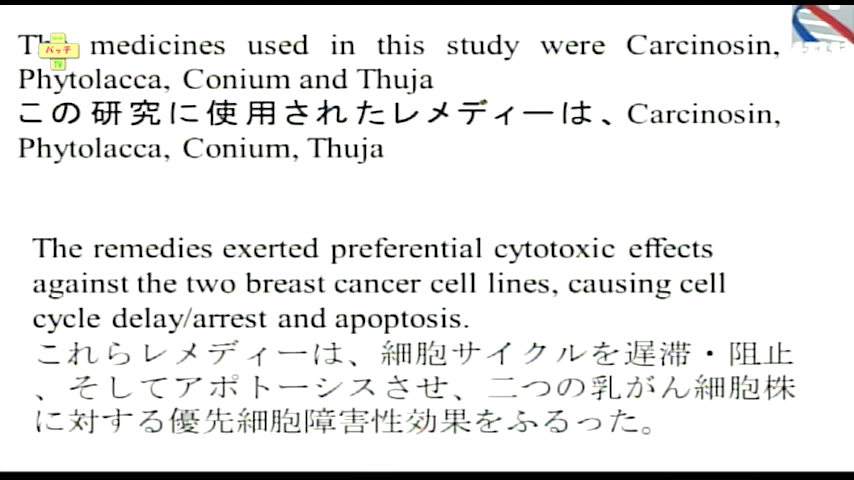 The medicines used in this study were Carcinosin,
Phytolacca, Conium and Thuja
この研究に使用されたレメディーは、Carcinosin,
Phytolacca, Conium, Thuja
The remedies exerted preferential cytotoxic effects
against the two breast cancer cell lines, causing cell
cycle delay/arrest and apoptosis.
これらレメディーは、細胞サイクルを遅滞・阻止
、そしてアポトーシスさせ、二つの乳がん細胞株
に対する優先細胞障害性効果をふるった。
バッチ
TV